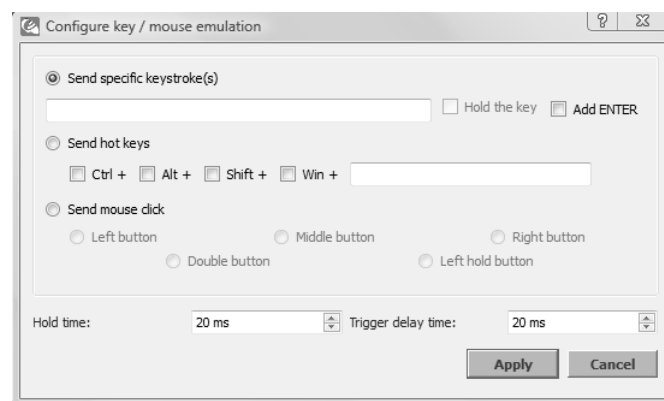 Configure key / mouse emulation
Send specific keystroke(s)
Hold the key Add ENTER
Send hot keys
Ctrl + Alt + Shift + Win +
Send mouse click
Left button Middle button Right button
Double button Left hold button
Hold time: 20 ms Trigger delay time: 20 ms
Apply Cancel